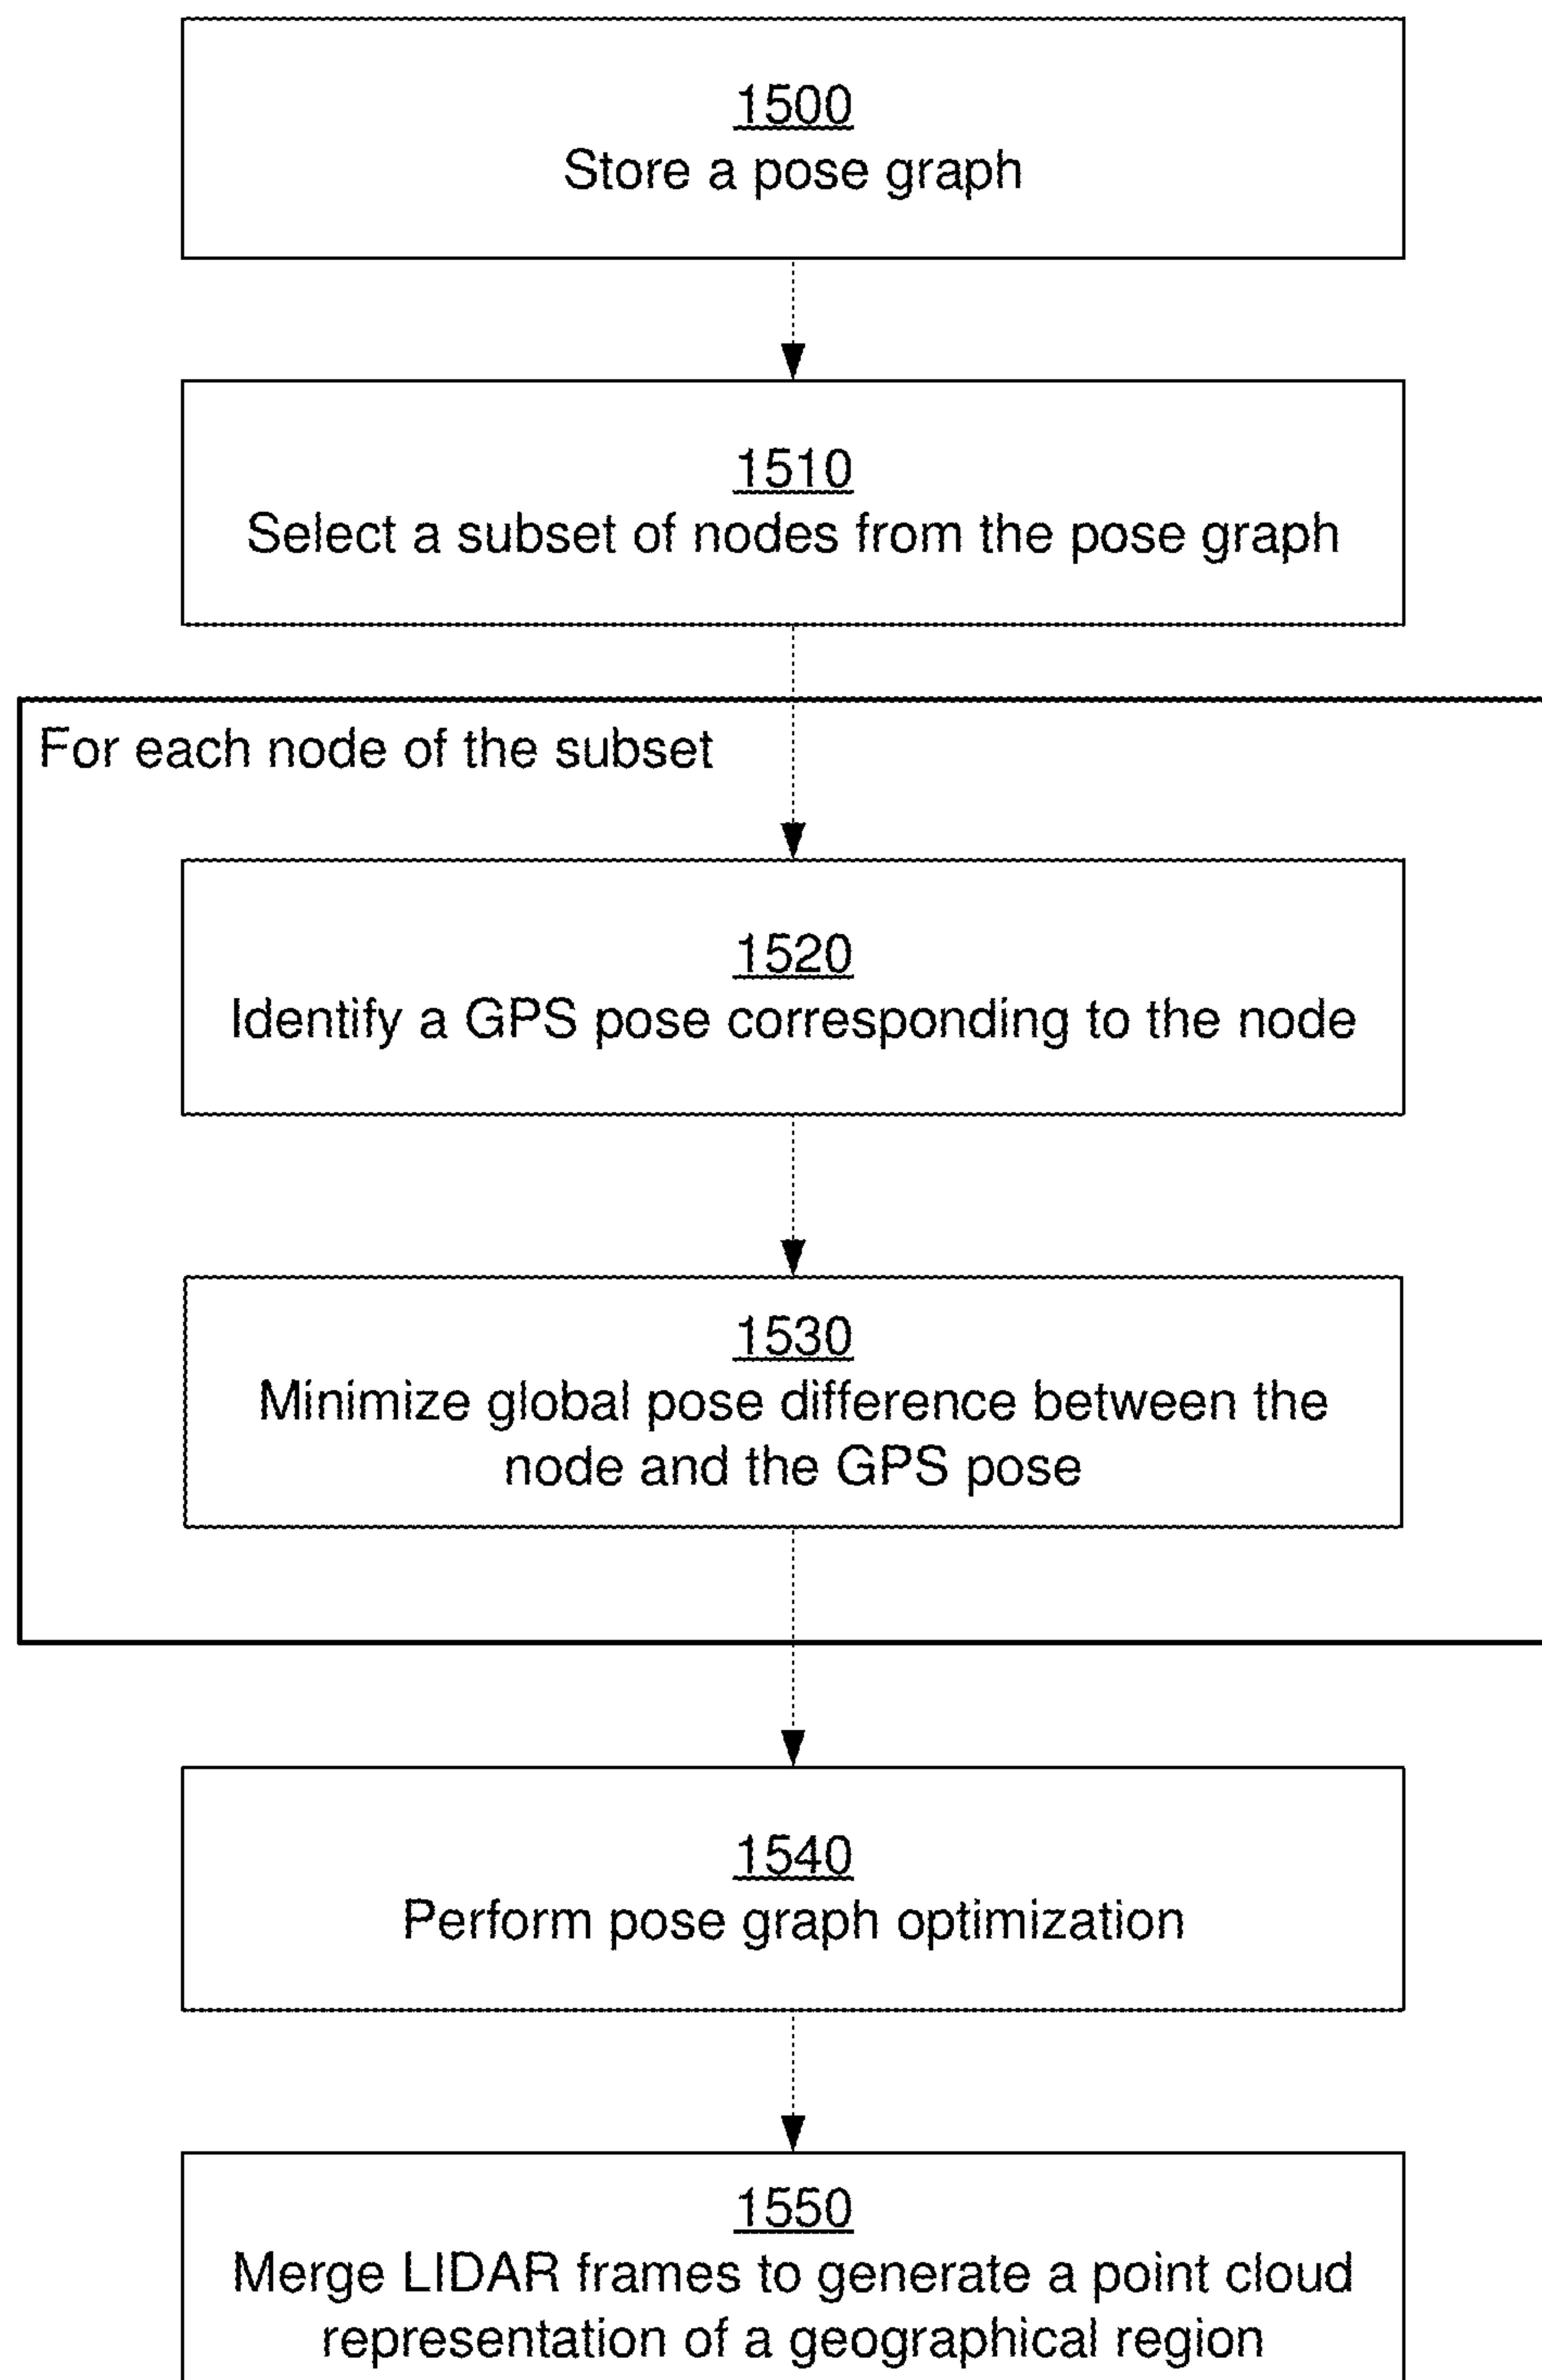 1500
Store a pose graph
1510
Select a subset of nodes from the pose graph
For each node of the subset
1520
Identify a GPS pose corresponding to the node
1530
Minimize global pose difference between the
node and the GPS pose
1540
Perform pose graph optimization
1550
Merge LIDAR frames to generate a point cloud
representation of a geographical region